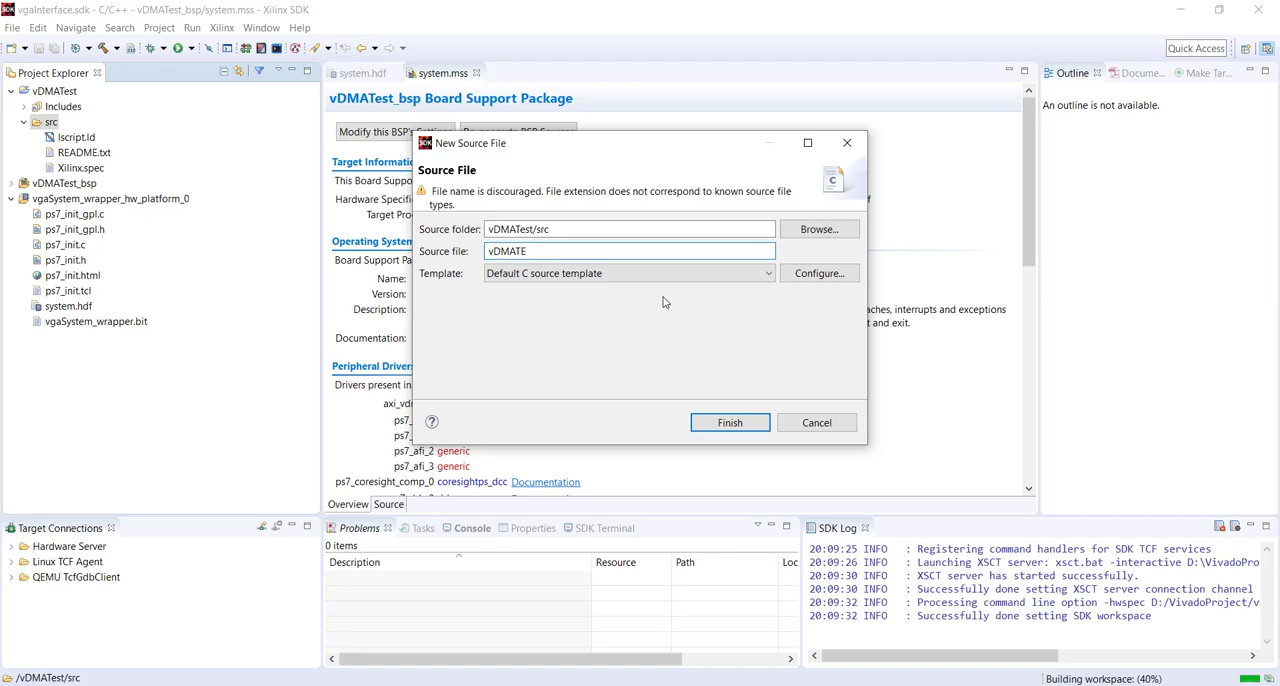 vgaInterface.sdk - C/C++ - vDMATest_bsp/system.mss - Xilinx SDK
File Edit Navigate Search Project Run Xilinx Window Help
Quick Access
Project Explorer
vDMATest
Includes
src
lscript.ld
README.txt
Xilinx.spec
vDMATest_bsp
vgaSystem_wrapper_hw_platform_0
ps7_init_gpl.c
ps7_init_gpl.h
ps7_init.c
ps7_init.h
ps7_init.html
ps7_init.tcl
system.hdf
vgaSystem_wrapper.bit
system.hdf system.mss
vDMATest_bsp Board Support Package
Modify this BSP's
Target Informati
This Board Suppo
Hardware Specifi
Target Pro
Operating System
Board Support Pa
Name:
Version:
Description:
aches, interrupts and exceptions
t and exit.
Documentation:
Peripheral Driver
Drivers present in
axi_vd
ps7_
ps7_
ps7_afi_2 generic
ps7_afi_3 generic
ps7_coresight_comp_0 coresightps_dcc Documentation
Overview Source
New Source File
Source File
File name is discouraged. File extension does not correspond to known source file
types.
Source folder: vDMATest/src Browse...
Source file: vDMATE
Template: Default C source template Configure...
Finish Cancel
Outline Docume... Make Tar...
An outline is not available.
Target Connections
Hardware Server
Linux TCF Agent
QEMU TcfGdbClient
Problems Tasks Console Properties SDK Terminal
0 items
Description Resource Path Loc
SDK Log
20:09:25 INFO : Registering command handlers for SDK TCF services
20:09:26 INFO : Launching XSCT server: xsct.bat -interactive D:\VivadoPro
20:09:30 INFO : XSCT server has started successfully.
20:09:30 INFO : Successfully done setting XSCT server connection channel
20:09:32 INFO : Processing command line option -hwspec D:/VivadoProject/v
20:09:32 INFO : Successfully done setting SDK workspace
/vDMATest/src
Building workspace: (40%)